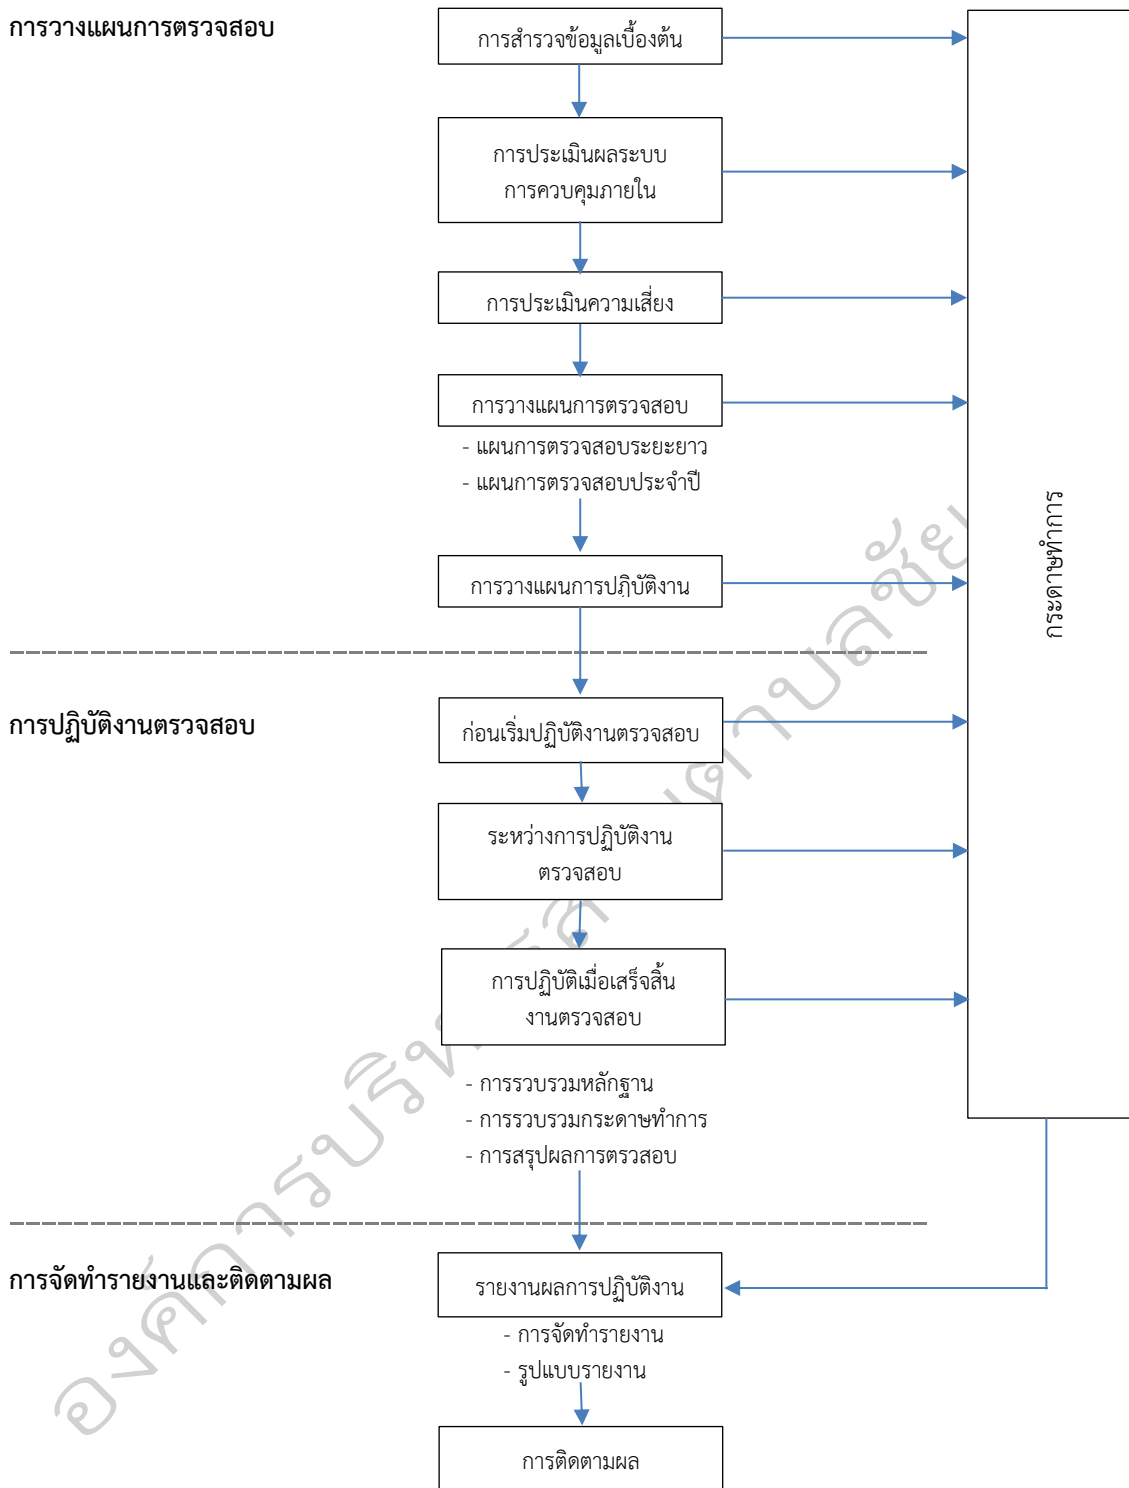 การวางแผนการตรวจสอบ
การสำรวจข้อมูลเบื้องต้น
การประเมินผลระบบ
การควบคุมภายใน
การประเมินความเสี่ยง
การวางแผนการตรวจสอบ
- แผนการตรวจสอบระยะยาว
- แผนการตรวจสอบประจำปี
การวางแผนการปฏิบัติงาน
กระดาษทำการ
การปฏิบัติงานตรวจสอบ
ก่อนเริ่มปฏิบัติงานตรวจสอบ
ระหว่างการปฏิบัติงาน
ตรวจสอบ
การปฏิบัติเมื่อเสร็จสิ้น
งานตรวจสอบ
- การรวบรวมหลักฐาน
- การรวบรวมกระดาษทำการ
- การสรุปผลการตรวสอบ
การจัดทำรายงานและติดตามผล
รายงานผลการปฏิบัติงาน
- การจัดทำรายงาน
- รูปแบบรายงาน
การติดตามผล